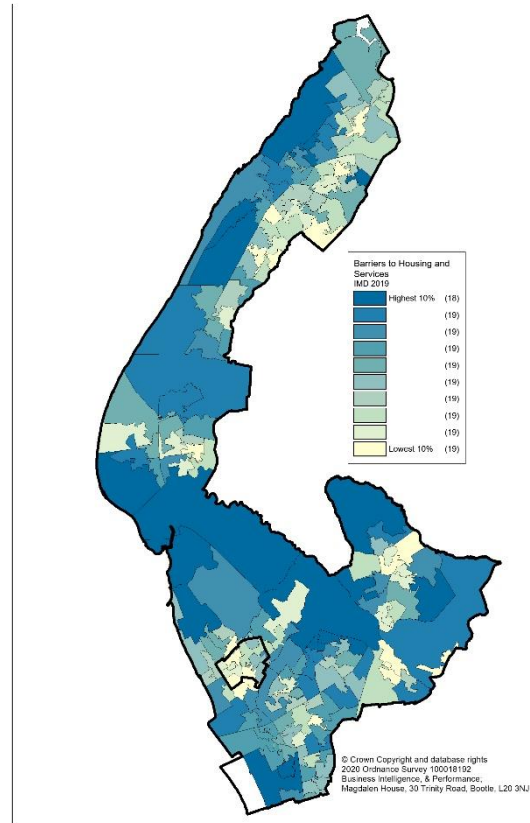 Barriers to Housing and
Services
IMD 2019
Highest 10% (18)
(19)
(19)
(19)
(19)
(19)
(19)
(19)
(19)
Lowest 10% (19)
© Crown Copyright and database rights
2020 Ordnance Survey 100018192
Business Intelligence, & Performance,
Magdalen House, 30 Trinity Road, Bootle, L20 3NJ